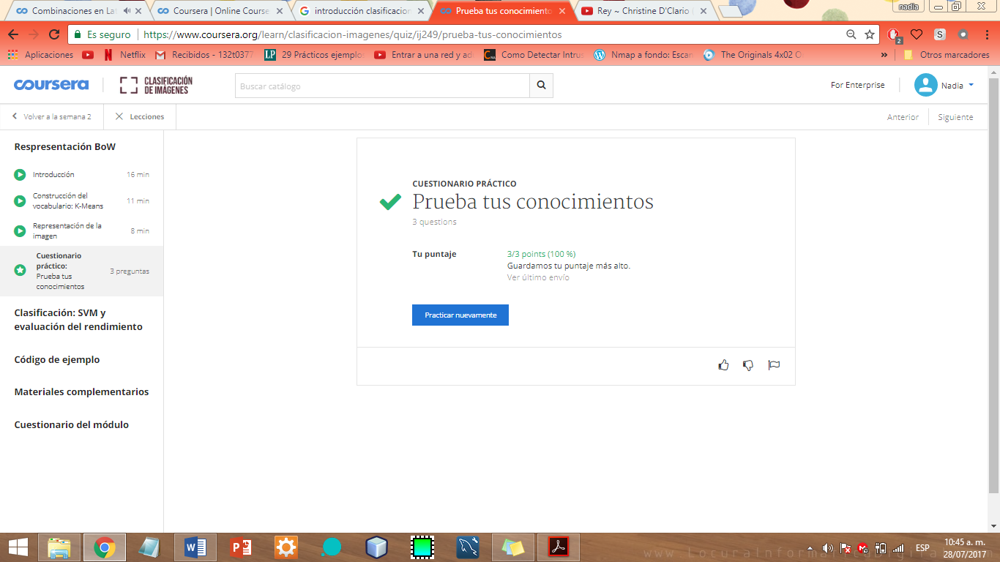 Combinaciones en Lat
Coursera | Online Course
introducción clasificacion
Prueba tus conocimiento
Rey ~ Christine D'Clario
nadia
Es seguro
https://www.coursera.org/learn/clasificacion-imagenes/quiz/ij249/prueba-tus-conocimientos
2
Aplicaciones
Netflix
Recibidos - 132t0377
29 Prácticos ejemplo
Entrar a una red y ad
Como Detectar Intrus
Nmap a fondo: Escan
The Originals 4x02 O
»
Otros marcadores
coursera
CLASIFICACIÓN
DE IMÁGENES
Buscar catálogo
For Enterprise
Nadia
Volver a la semana 2
Lecciones
Anterior
Siguiente
Respresentación BoW
Introducción
16 min
Construcción del
vocabulario: K-Means
11 min
Representación de la
imagen
8 min
Cuestionario
práctico:
Prueba tus
conocimientos
3 preguntas
Clasificación: SVM y
evaluación del rendimiento
Código de ejemplo
Materiales complementarios
Cuestionario del módulo
CUESTIONARIO PRÁCTICO
Prueba tus conocimientos
3 questions
Tu puntaje
3/3 points (100 %)
Guardamos tu puntaje más alto.
Ver último envío
Practicar nuevamente
ESP
10:45 a. m.
28/07/2017